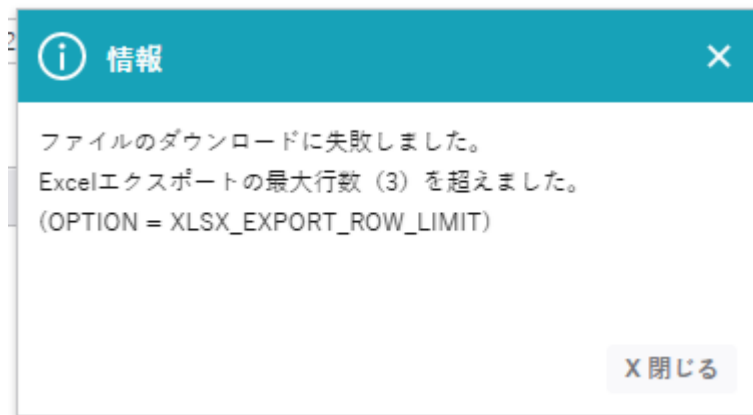 情報
ファイルのダウンロードに失敗しました。
Excelエクスポートの最大行数（3）を超えました。
(OPTION = XLSX_EXPORT_ROW_LIMIT)
X 閉じる